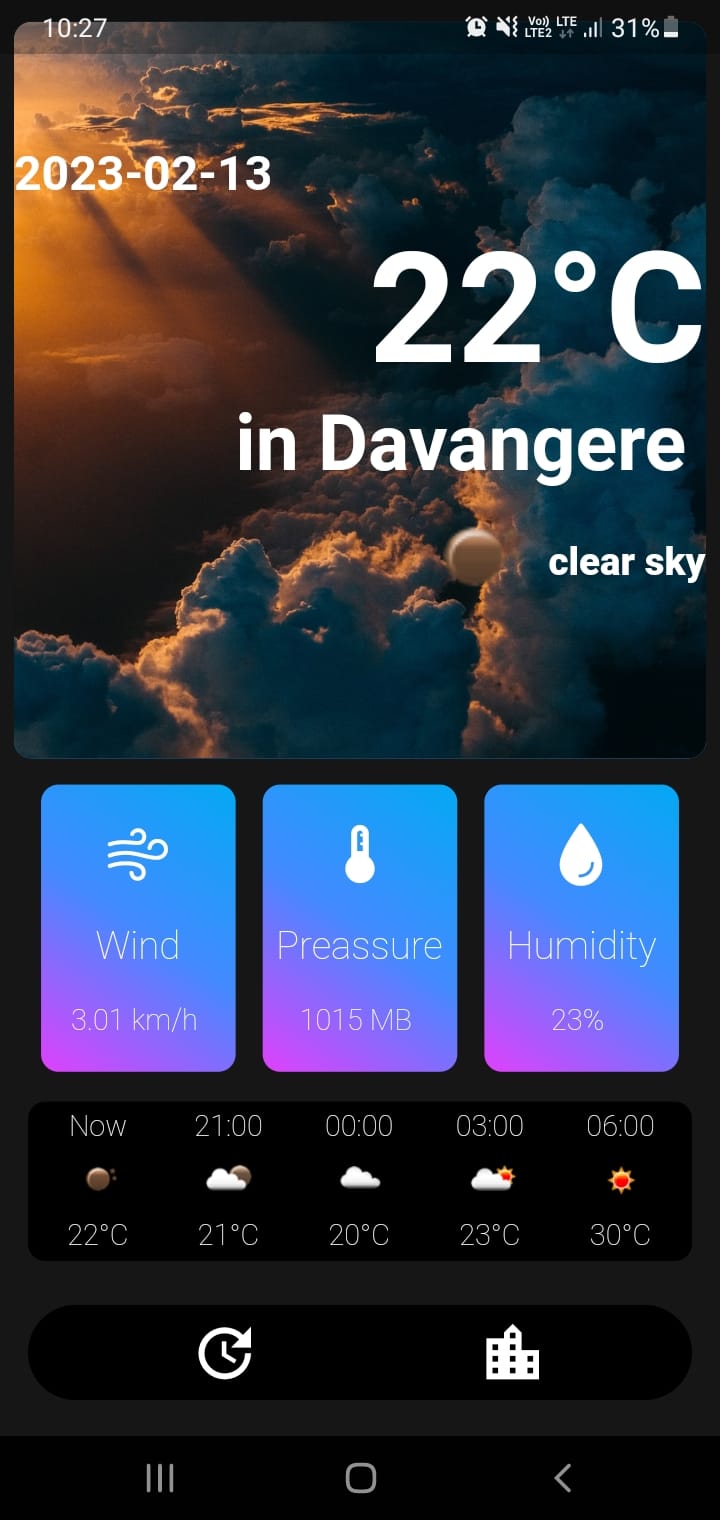 10:27 Vo)) LTE2 LTE 31%
2023-02-13
22°C
in Davangere
clear sky
Wind Preassure Humidity
3.01 km/h 1015 MB 23%
Now 21:00 00:00 03:00 06:00
22°C 21°C 20°C 23°C 30°C